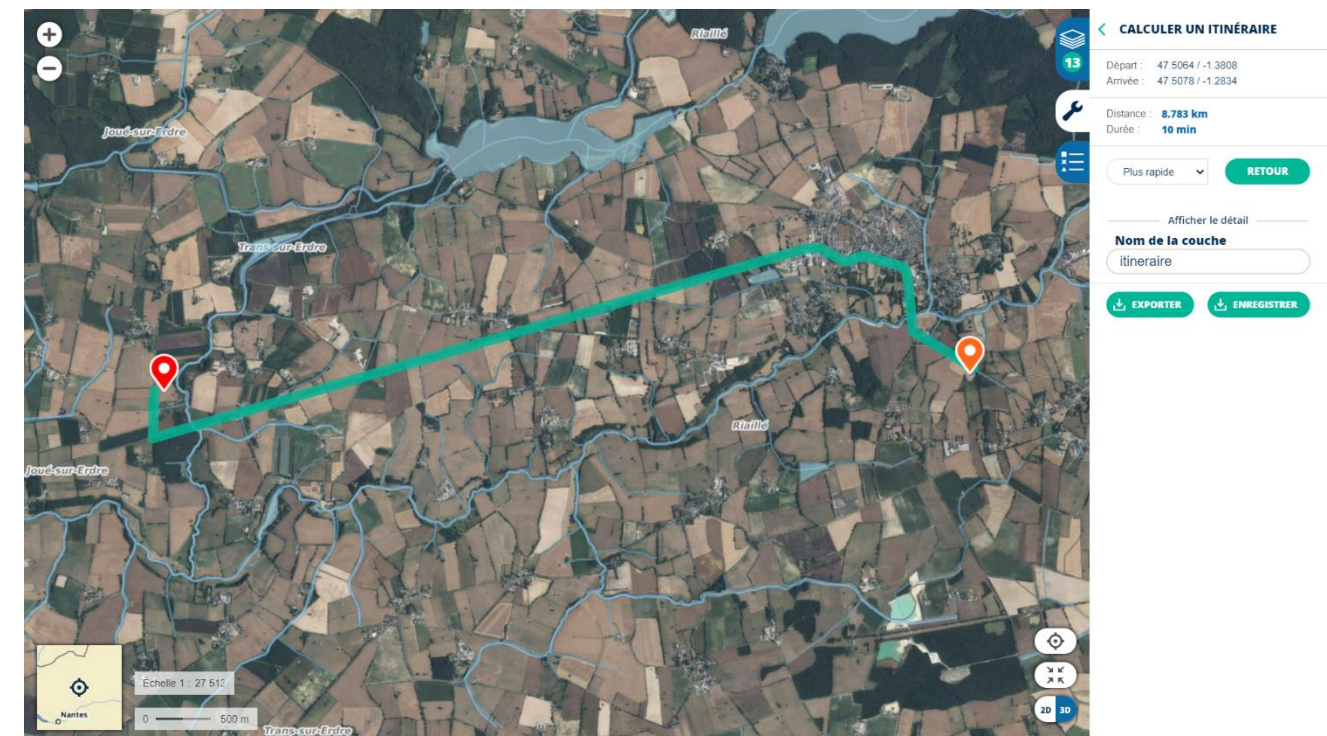 Riaillé
Joué-sur-Erdre
Trans-sur-Erdre
Riaillé
Joué-sur-Erdre
Trans-sur-Erdre
Nantes
Échelle 1 : 27 513
0 500 m
13
2D 3D
CALCULER UN ITINÉRAIRE
Départ : 47.5064 / -1.3808
Arrivée : 47.5078 / -1.2834
Distance : 8.783 km
Durée : 10 min
Plus rapide RETOUR
Afficher le détail
Nom de la couche
itineraire
EXPORTER ENREGISTRER